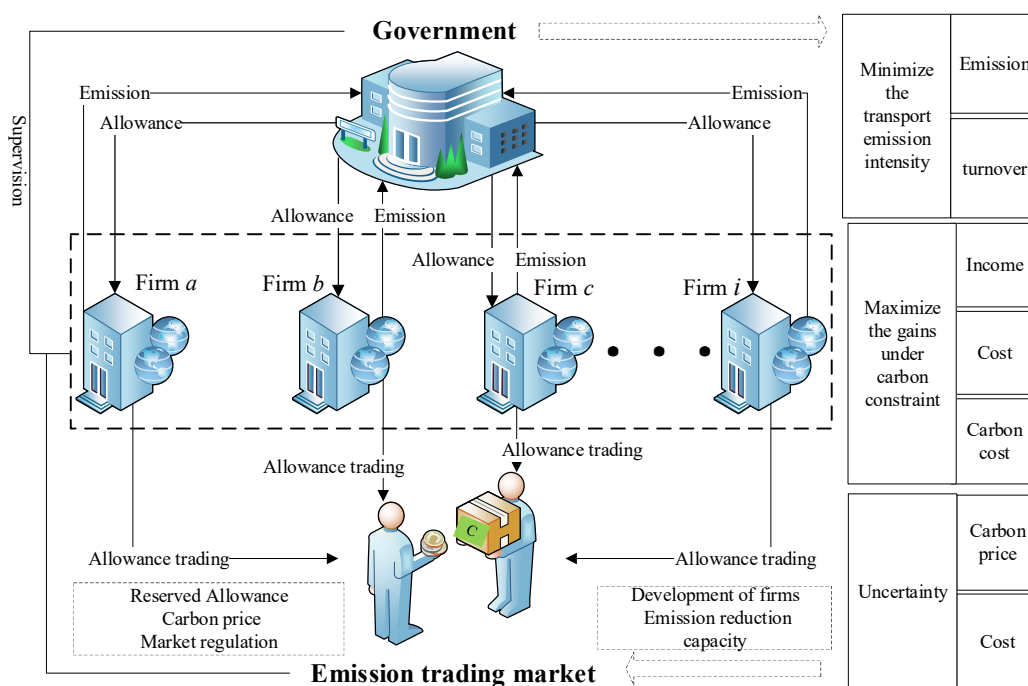 Government
Supervision
Emission
Allowance
Emission
Allowance
Allowance
Emission
Allowance
Emission
Firm a
Firm b
Firm c
Firm i
Allowance trading
Allowance trading
C
Allowance trading
Allowance trading
Reserved Allowance
Carbon price
Market regulation
Development of firms
Emission reduction
capacity
Emission trading market
Minimize
the
transport
emission
intensity
Emission
turnover
Maximize
the gains
under
carbon
constraint
Income
Cost
Carbon
cost
Uncertainty
Carbon
price
Cost